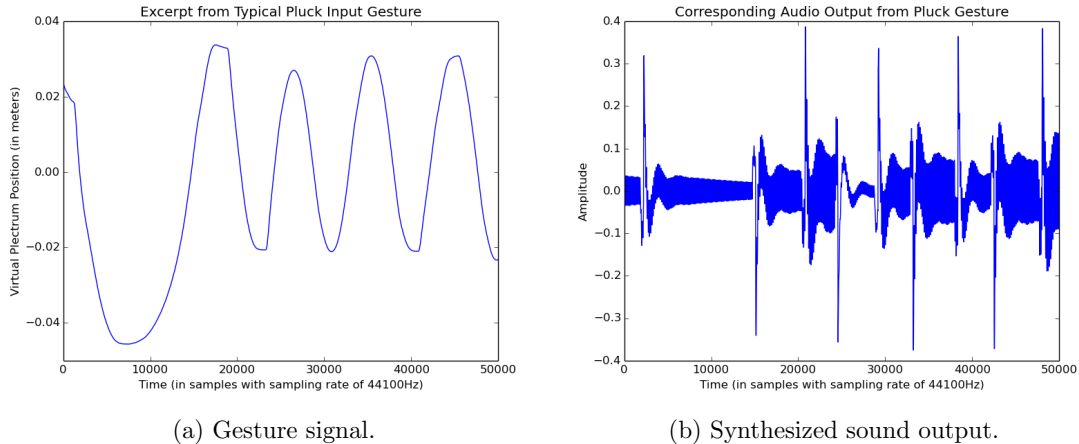 Excerpt from Typical Pluck Input Gesture
Virtual Plectrum Position (in meters)
0.04
0.02
0.00
−0.02
−0.04
0 10000 20000 30000 40000 50000
Time (in samples with sampling rate of 44100Hz)
(a) Gesture signal.
Corresponding Audio Output from Pluck Gesture
Amplitude
0.4
0.3
0.2
0.1
0.0
−0.1
−0.2
−0.3
−0.4
0 10000 20000 30000 40000 50000
Time (in samples with sampling rate of 44100Hz)
(b) Synthesized sound output.